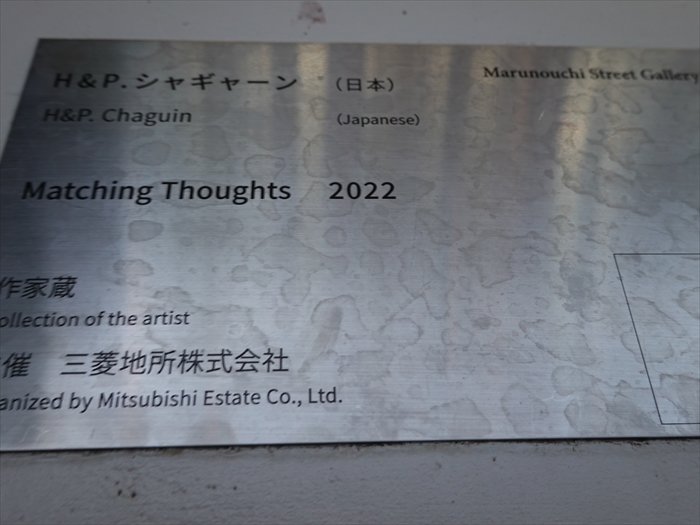 H&P.シャギャーン （日本） Marunouchi Street Gallery
H&P. Chaguin (Japanese)
Matching Thoughts 2022
作家蔵
ollection of the artist
催 三菱地所株式会社
anized by Mitsubishi Estate Co., Ltd.